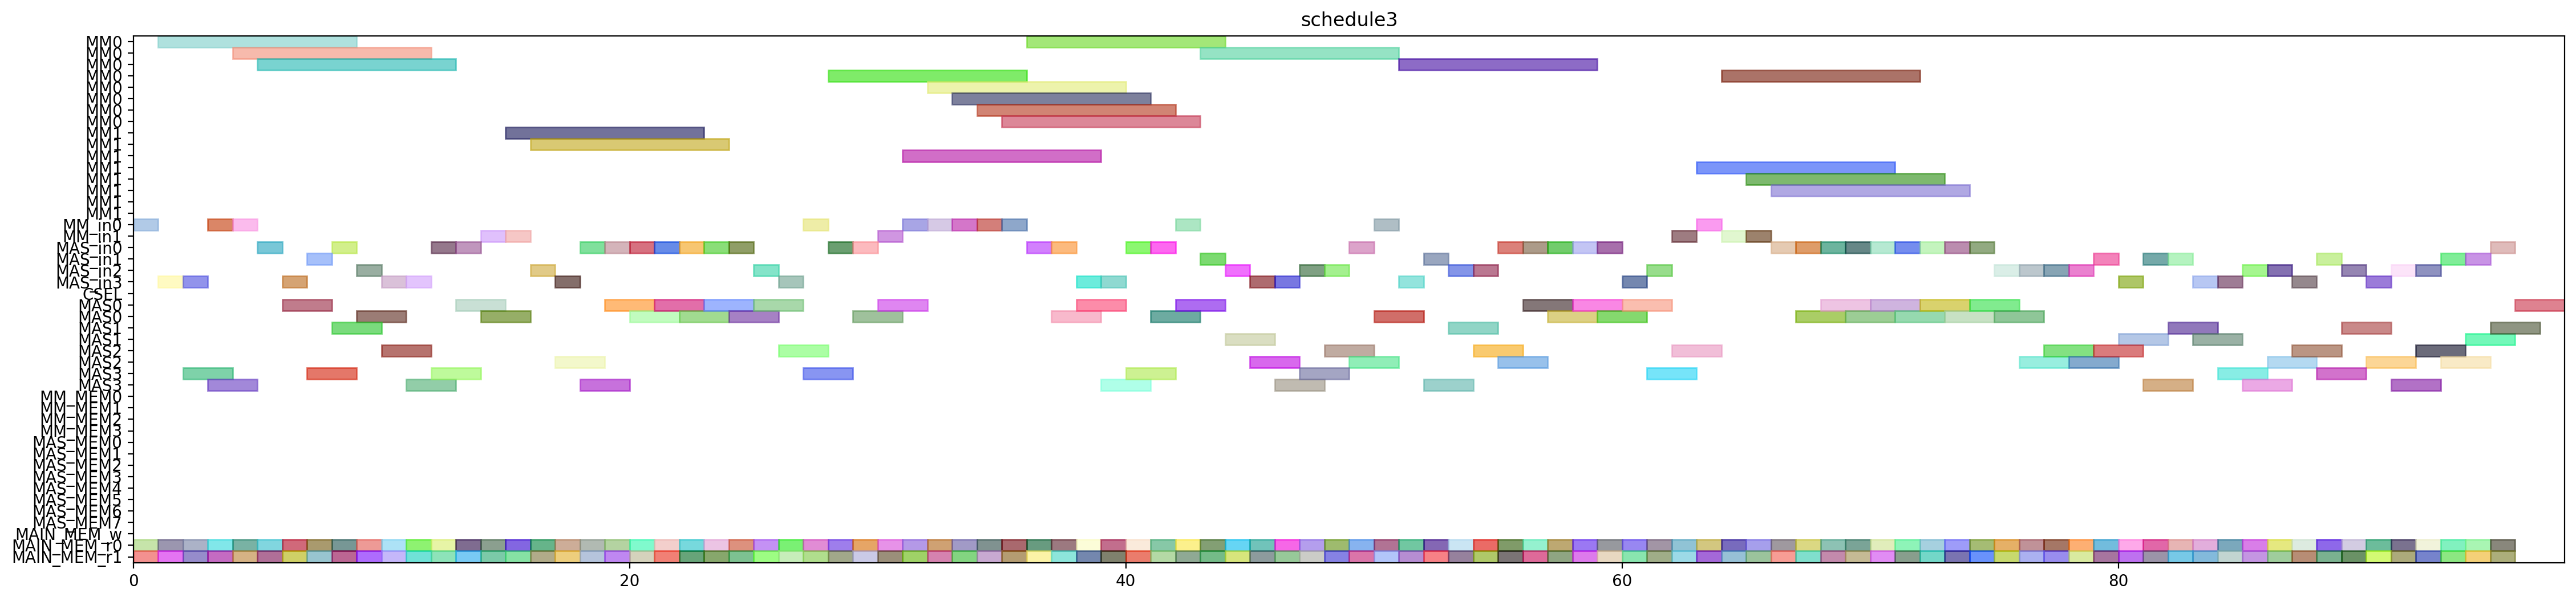 schedule3
MM0
MM0
MM0
MM0
MM0
MM0
MM0
MM0
MM1
MM1
MM1
MM1
MM1
MM1
MM1
MM1
MM_in0
MM_in1
MAS_in0
MAS_in1
MAS_in2
MAS_in3
CSEL
MAS0
MAS0
MAS1
MAS1
MAS2
MAS2
MAS3
MAS3
MM_MEM0
MM_MEM1
MM_MEM2
MM_MEM3
MAS_MEM0
MAS_MEM1
MAS_MEM2
MAS_MEM3
MAS_MEM4
MAS_MEM5
MAS_MEM6
MAS_MEM7
MAIN_MEM_w
MAIN_MEM_r0
MAIN_MEM_r1
0 20 40 60 80